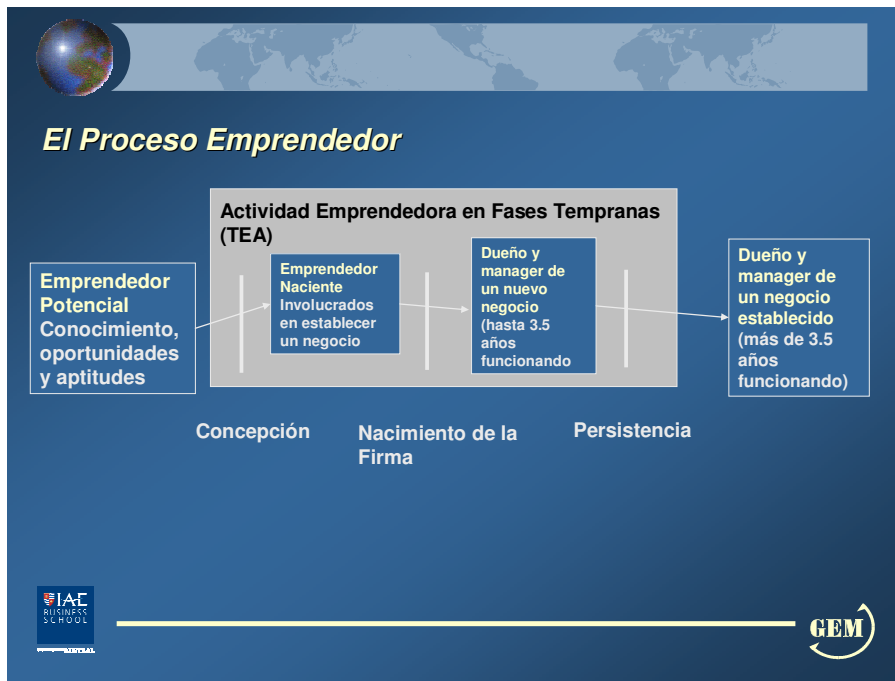 El Proceso Emprendedor
Actividad Emprendedora en Fases Tempranas
(TEA)
Emprendedor
Potencial
Conocimiento,
oportunidades
y aptitudes
Emprendedor
Naciente
Involucrados
en establecer
un negocio
Dueño y
manager de
un nuevo
negocio
(hasta 3.5
años
funcionando
Dueño y
manager de
un negocio
establecido
(más de 3.5
años
funcionando)
Concepción
Nacimiento de la
Firma
Persistencia
IAE
BUSINESS
SCHOOL
GEM